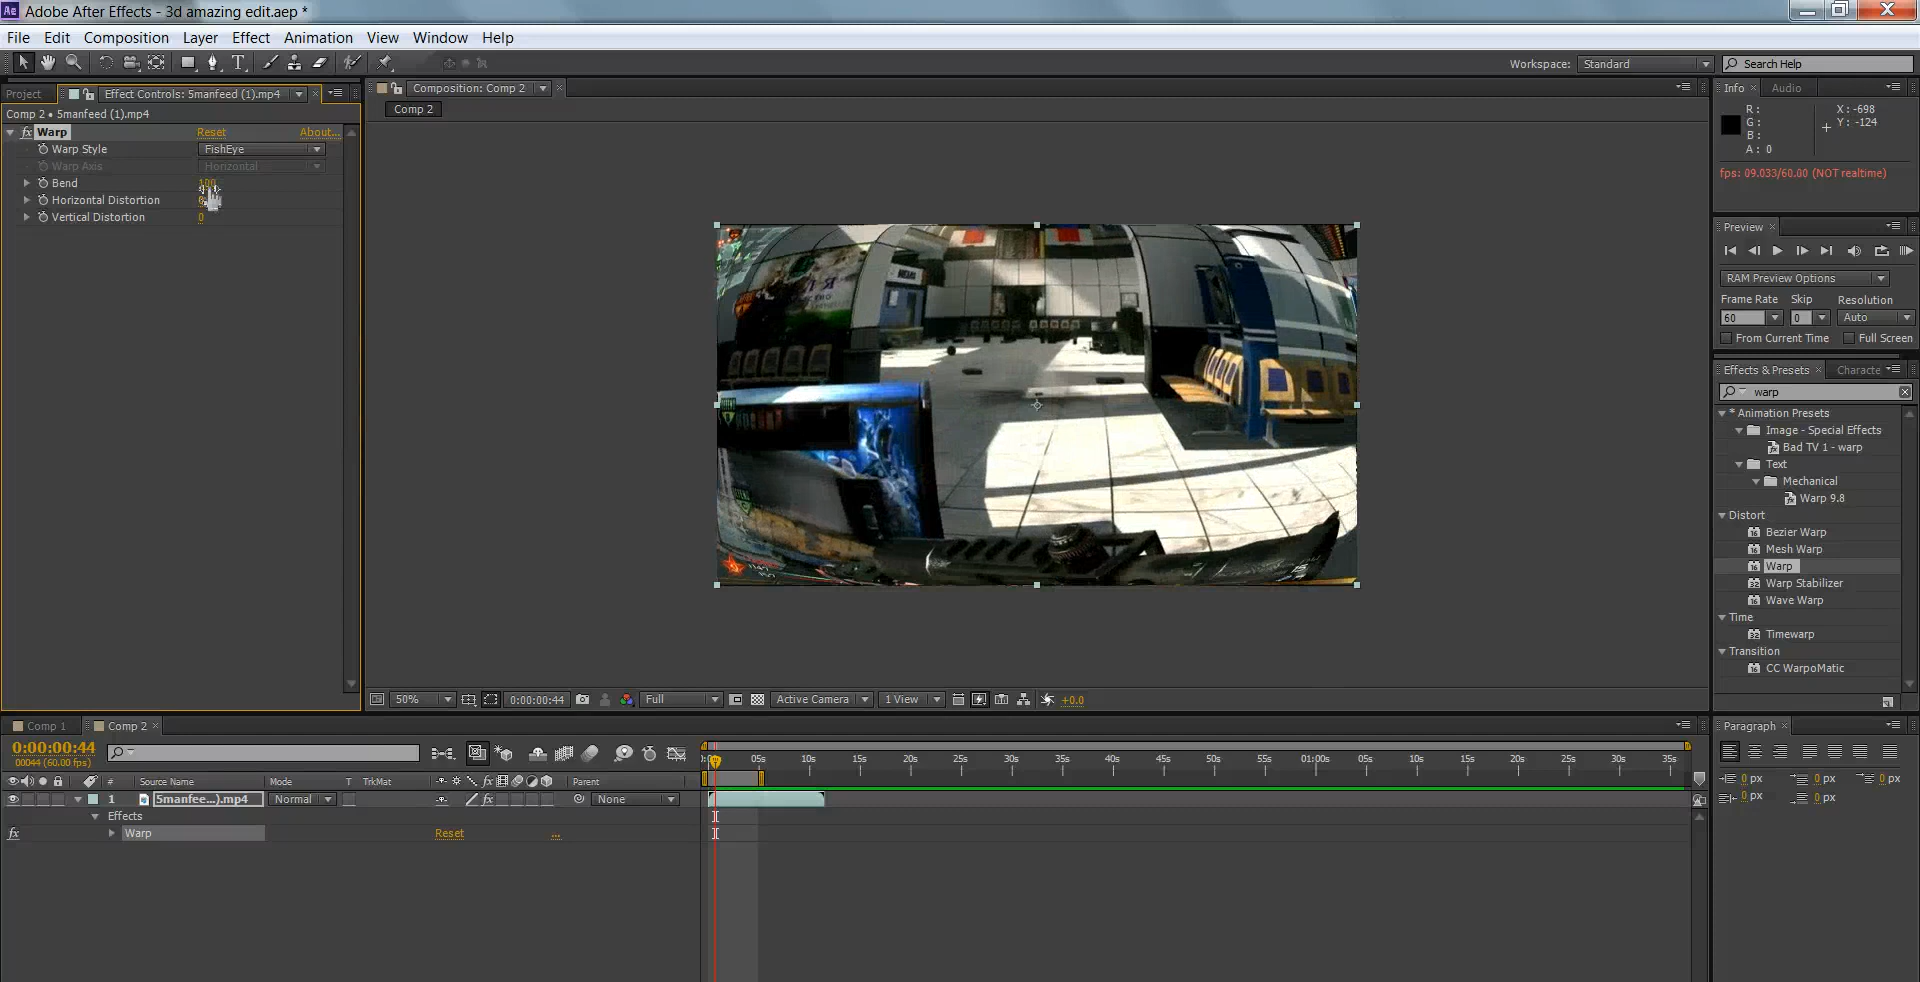 Adobe After Effects - 3d amazing edit.aep *
File Edit Composition Layer Effect Animation View Window Help
Workspace: Standard Search Help
Project Effect Controls: 5manfeed (1).mp4
Comp 2 • 5manfeed (1).mp4
fx Warp Reset About...
Warp Style FishEye
Warp Axis Horizontal
Bend 100
Horizontal Distortion
Vertical Distortion 0
Composition: Comp 2
Comp 2
50% 0:00:00:44 Full Active Camera 1 View +0.0
Info Audio
R: X: -698
G: Y: -124
B:
A: 0
fps: 09.033/60.00 (NOT realtime)
Preview
RAM Preview Options
Frame Rate Skip Resolution
60 0 Auto
From Current Time Full Screen
Effects & Presets Characte
warp
* Animation Presets
Image - Special Effects
Bad TV 1 - warp
Text
Mechanical
Warp 9.8
Distort
Bezier Warp
Mesh Warp
Warp
Warp Stabilizer
Wave Warp
Time
Timewarp
Transition
CC WarpoMatic
Comp 1 Comp 2
0:00:00:44
00044 (60.00 fps)
05s 10s 15s 20s 25s 30s 35s 40s 45s 50s 55s 01:00s 05s 10s 15s 20s 25s 30s 35s
# Source Name Mode T TrkMat fx Parent
1 5manfee...).mp4 Normal fx None
Effects
fx Warp Reset ...
Paragraph
0 px 0 px 0 px
0 px 0 px